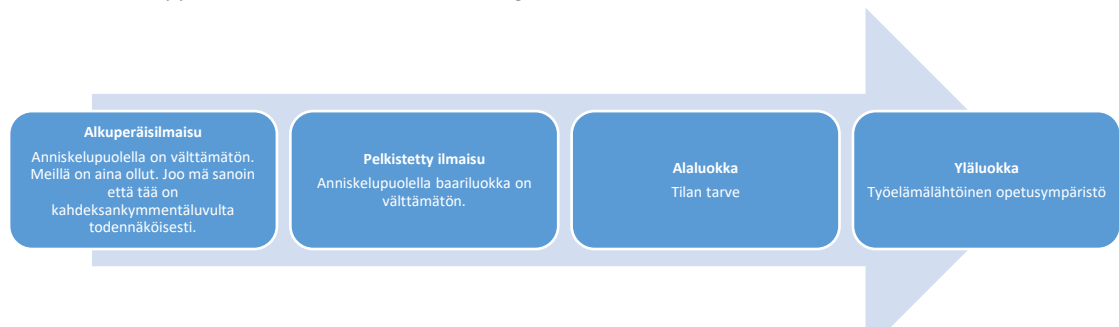 Alkuperäisilmaisu
Anniskelupuolella on välttämätön.
Meillä on aina ollut. Joo mä sanoin
että tää on
kahdeksankymmentäluvulta
todennäköisesti.
Pelkistetty ilmaisu
Anniskelupuolella baariluokka on
välttämätön.
Alaluokka
Tilan tarve
Yläluokka
Työelämälähtöinen opetusympäristö